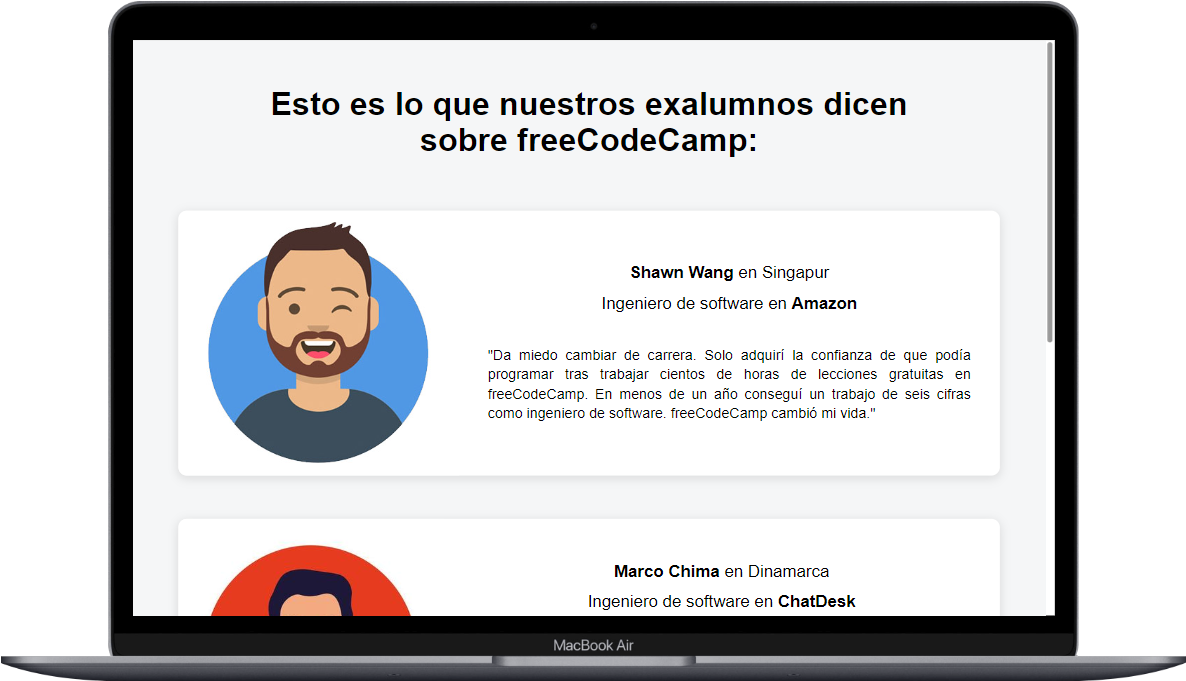 Esto es lo que nuestros exalumnos dicen
sobre freeCodeCamp:
Shawn Wang en Singapur
Ingeniero de software en Amazon
"Da miedo cambiar de carrera. Solo adquirí la confianza de que podía
programar tras trabajar cientos de horas de lecciones gratuitas en
freeCodeCamp. En menos de un año conseguí un trabajo de seis cifras
como ingeniero de software. freeCodeCamp cambió mi vida."
Marco Chima en Dinamarca
Ingeniero de software en ChatDesk
MacBook Air